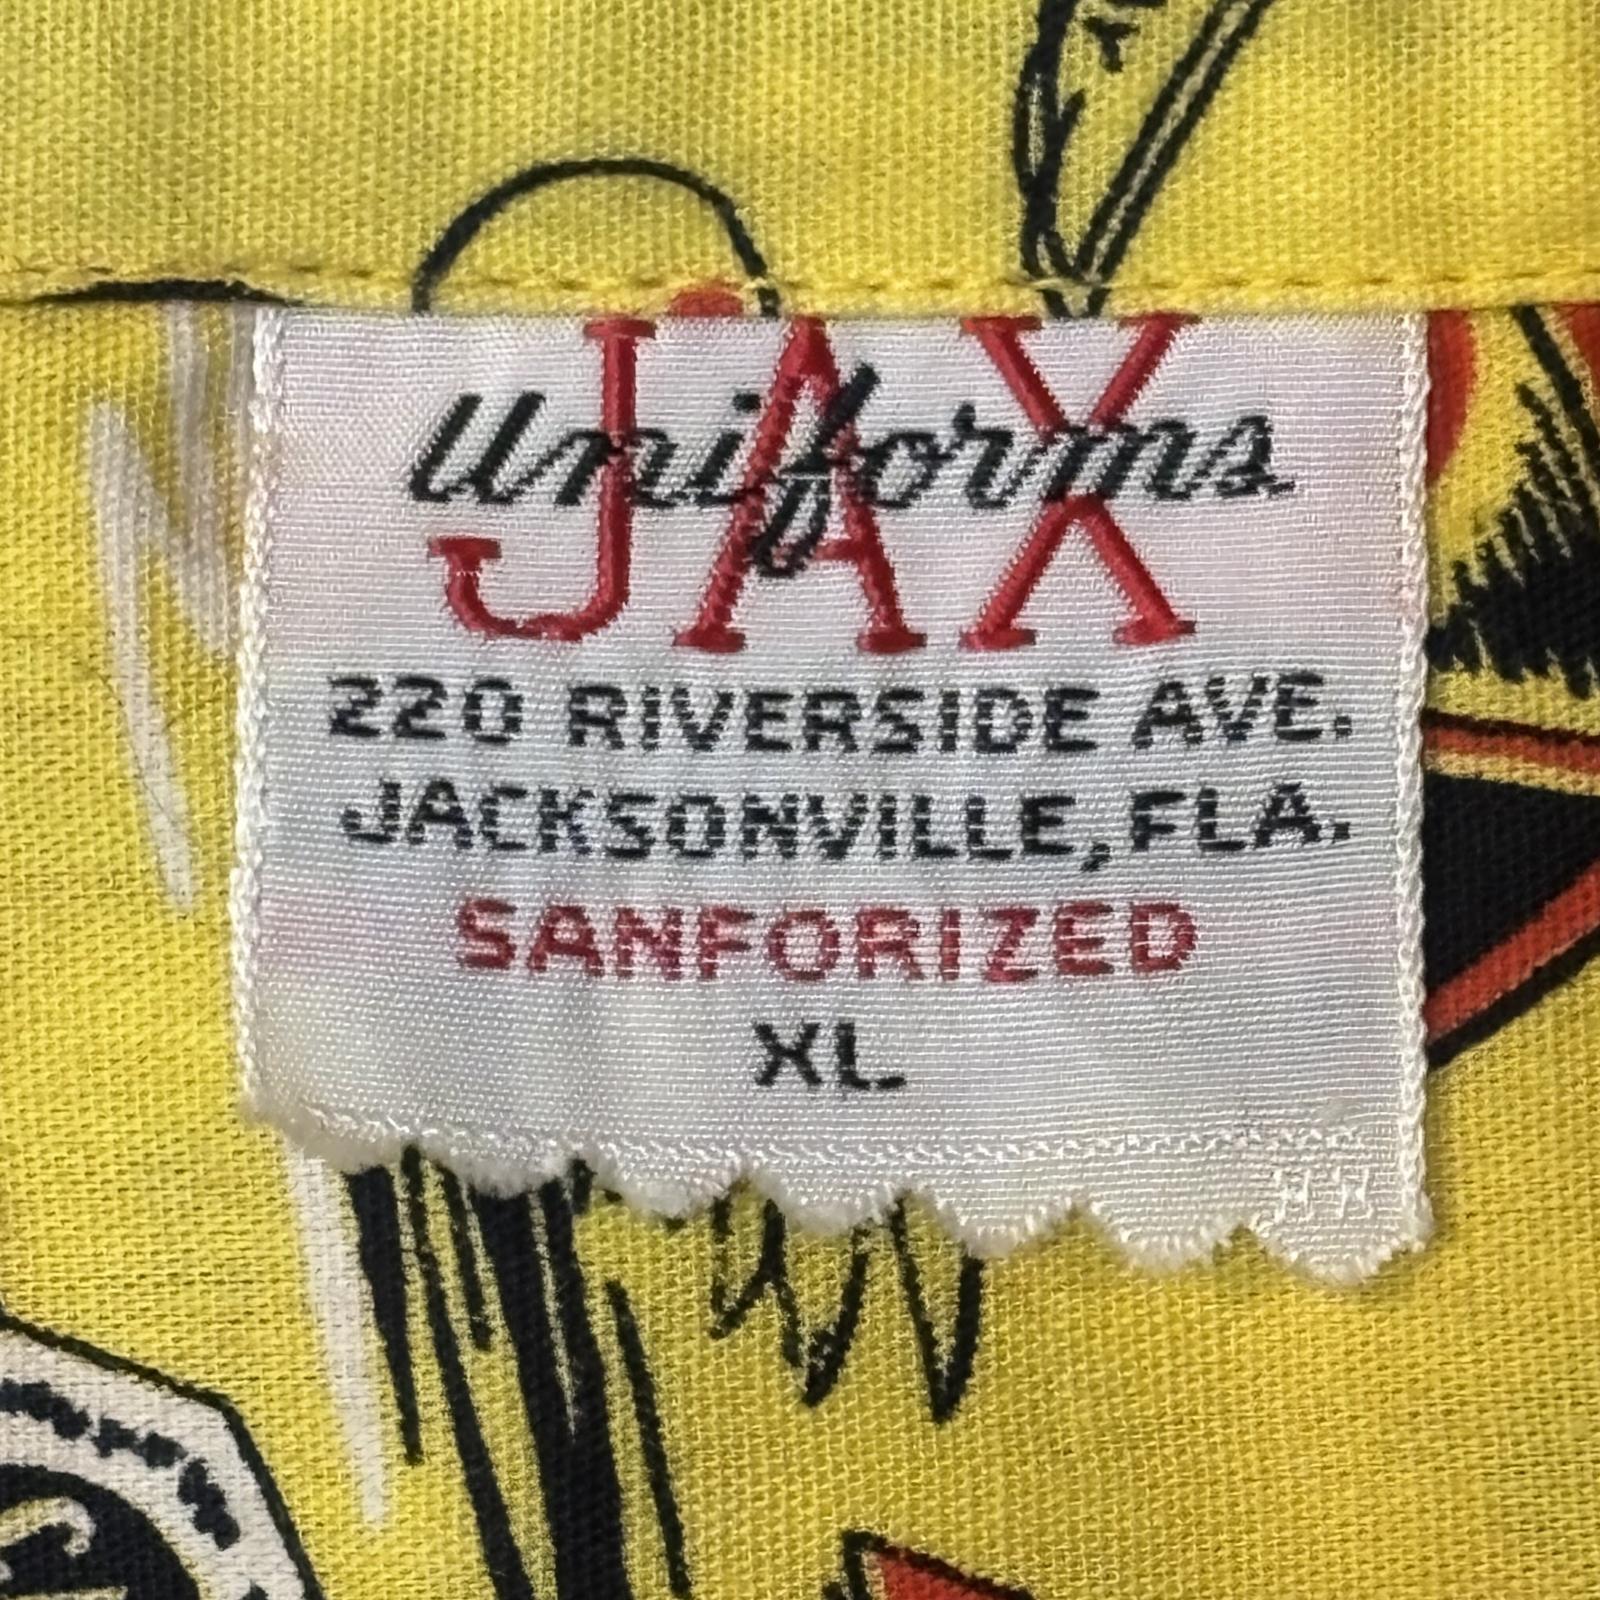 JAX
Uniforms
220 RIVERSIDE AVE.
JACKSONVILLE, FLA.
SANFORIZED
XL